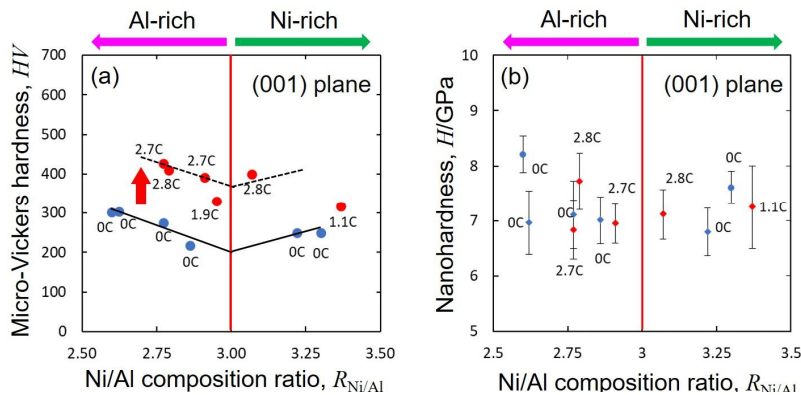 Al-rich
Ni-rich
(a)
(001) plane
Micro-Vickers hardness, HV
700
600
500
400
300
200
100
0
2.7C
2.7C
2.8C
2.8C
1.9C
1.1C
0C
0C
0C
0C
0C
0C
2.50
2.75
3.00
3.25
3.50
Ni/Al composition ratio, R_Ni/Al
Al-rich
Ni-rich
(b)
(001) plane
Nanohardness, H/GPa
10
9
8
7
6
5
0C
2.8C
0C
0C
2.7C
0C
2.7C
2.8C
0C
0C
1.1C
2.5
2.75
3
3.25
3.5
Ni/Al composition ratio, R_Ni/Al